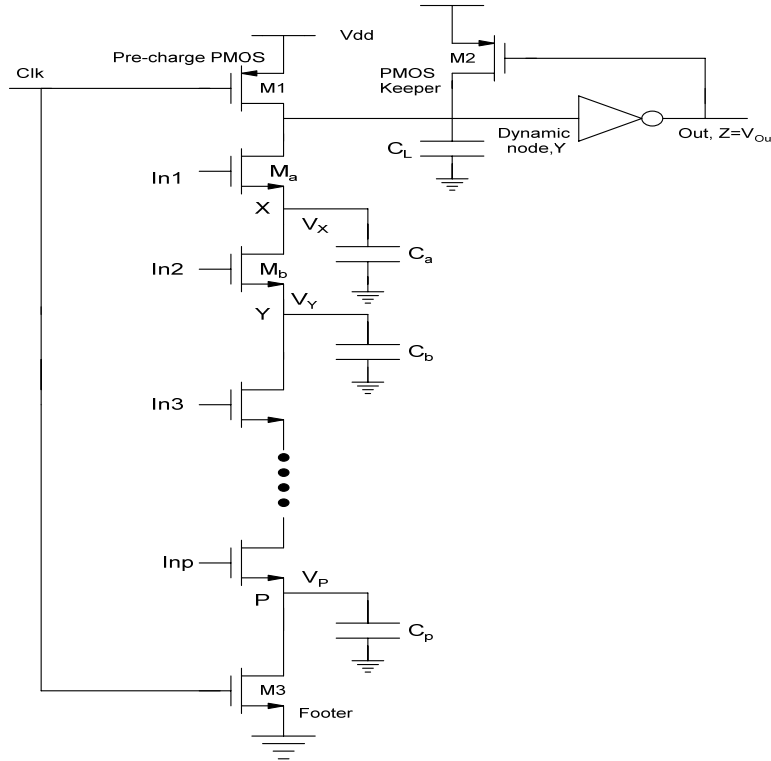 Vdd
Pre-charge PMOS
Clk
M1
M2
PMOS
Keeper
Dynamic
node,Y
Out, Z=V_Ou
C_L
In1
M_a
X
V_X
C_a
In2
M_b
V_Y
Y
C_b
In3
Inp
V_P
P
C_p
M3
Footer